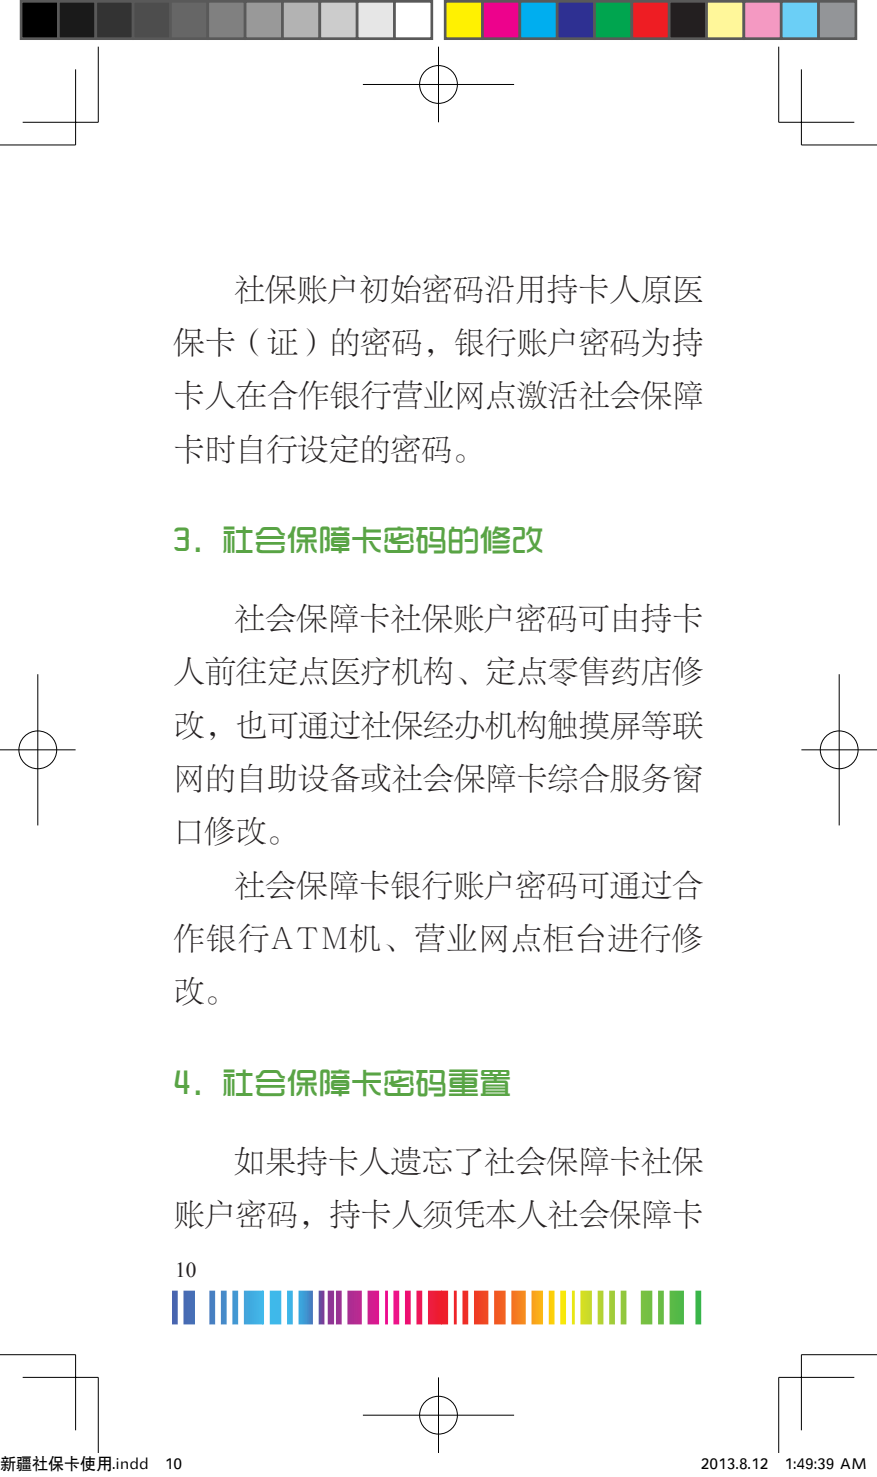 社保账户初始密码沿用持卡人原医
保卡（证）的密码，银行账户密码为持
卡人在合作银行营业网点激活社会保障
卡时自行设定的密码。
3. 社会保障卡密码的修改
社会保障卡社保账户密码可由持卡
人前往定点医疗机构、定点零售药店修
改，也可通过社保经办机构触摸屏等联
网的自助设备或社会保障卡综合服务窗
口修改。
社会保障卡银行账户密码可通过合
作银行ATM机、营业网点柜台进行修
改。
4. 社会保障卡密码重置
如果持卡人遗忘了社会保障卡社保
账户密码，持卡人须凭本人社会保障卡
10
新疆社保卡使用.indd 10 2013.8.12 1:49:39 AM